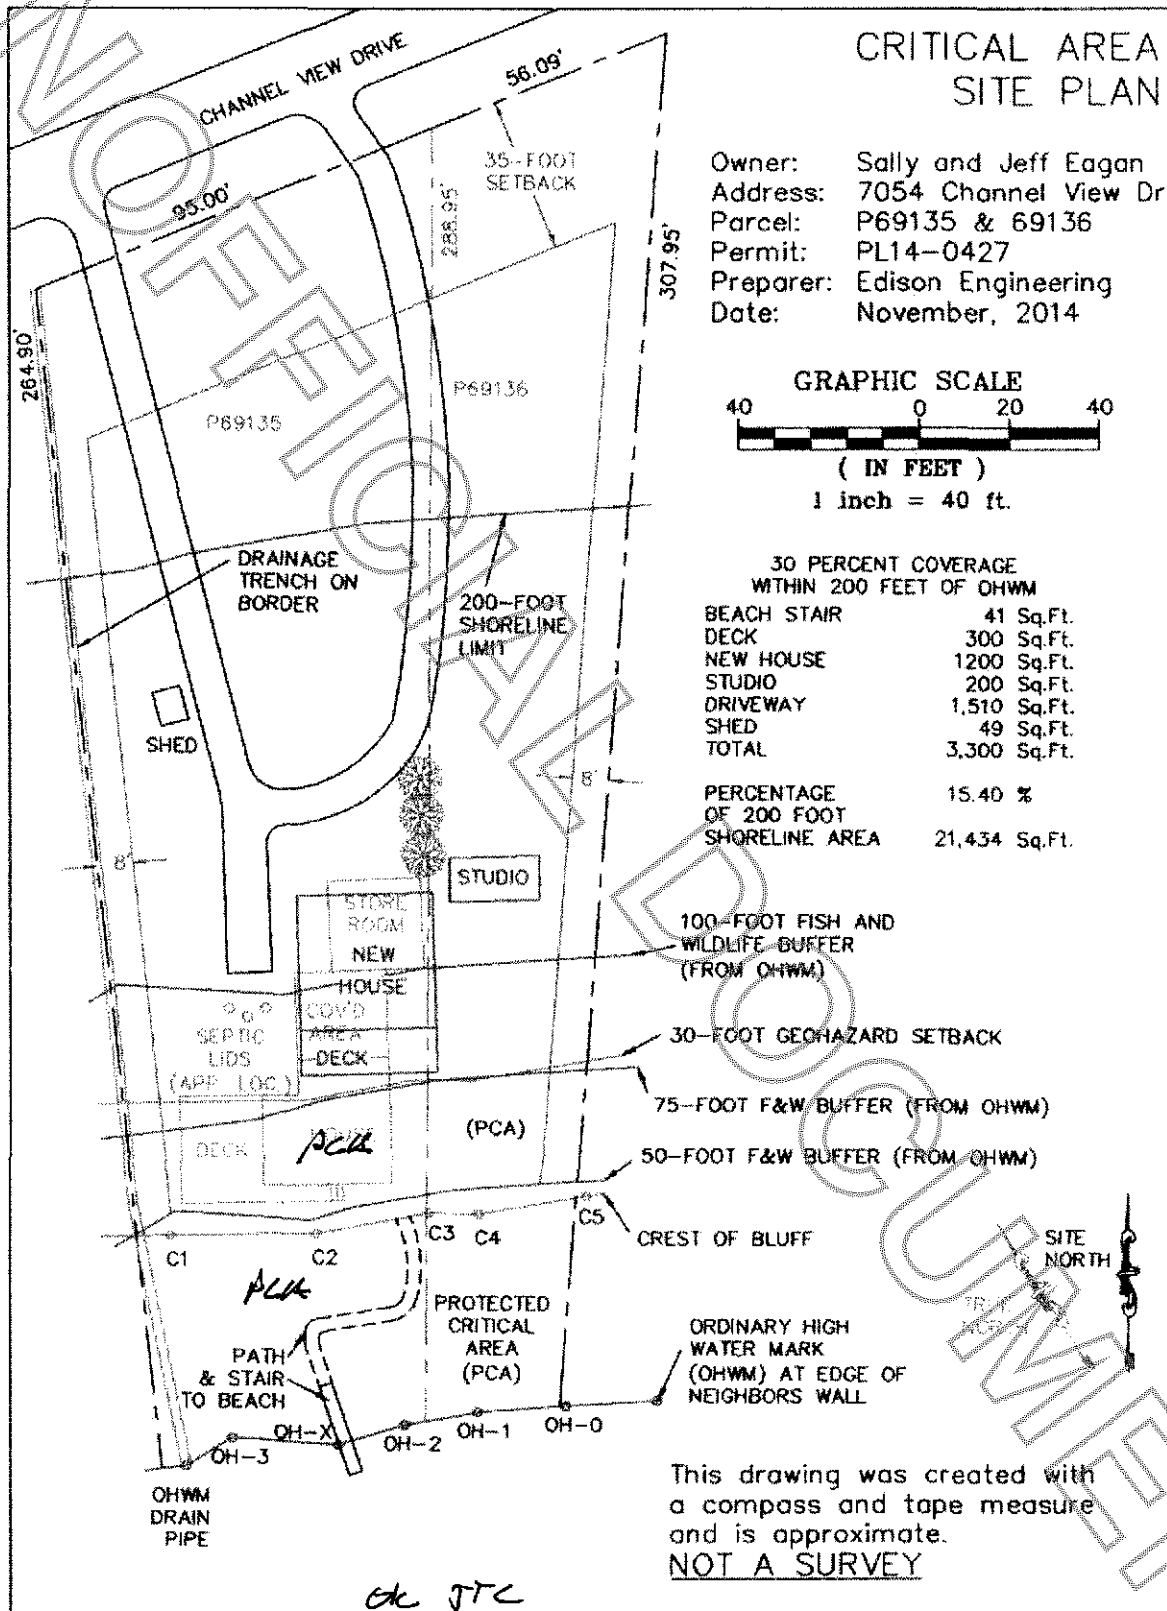 CRITICAL AREA
SITE PLAN
Owner: Sally and Jeff Eagan
Address: 7054 Channel View Dr
Parcel: P69135 & 69136
Permit: PL14-0427
Preparer: Edison Engineering
Date: November, 2014
GRAPHIC SCALE
40 0 20 40
( IN FEET )
1 inch = 40 ft.
30 PERCENT COVERAGE
WITHIN 200 FEET OF OHWM
BEACH STAIR 41 Sq.Ft.
DECK 300 Sq.Ft.
NEW HOUSE 1200 Sq.Ft.
STUDIO 200 Sq.Ft.
DRIVEWAY 1,510 Sq.Ft.
SHED 49 Sq.Ft.
TOTAL 3,300 Sq.Ft.
PERCENTAGE 15.40 %
OF 200 FOOT
SHORELINE AREA 21,434 Sq.Ft.
CHANNEL VIEW DRIVE
56.09'
95.00'
35-FOOT
SETBACK
288.95'
307.95'
264.90'
P69135
P69136
DRAINAGE
TRENCH ON
BORDER
200-FOOT
SHORELINE
LIMIT
SHED
8'
8'
STUDIO
STORE
ROOM
NEW
HOUSE
COV'D
AREA
DECK
SEPTIC
LIDS
(APP. LOC.)
100-FOOT FISH AND
WILDLIFE BUFFER
(FROM OHWM)
30-FOOT GEOHAZARD SETBACK
75-FOOT F&W BUFFER (FROM OHWM)
50-FOOT F&W BUFFER (FROM OHWM)
DECK
HOUSE
PCA
(PCA)
C1
C2
C3
C4
C5
CREST OF BLUFF
PCA
PROTECTED
CRITICAL
AREA
(PCA)
PATH
& STAIR
TO BEACH
ORDINARY HIGH
WATER MARK
(OHWM) AT EDGE OF
NEIGHBORS WALL
SITE
NORTH
TRUE
NORTH
OH-3
OH-X
OH-2
OH-1
OH-0
OHWM
DRAIN
PIPE
This drawing was created with
a compass and tape measure
and is approximate.
NOT A SURVEY
OK JTC
UNOFFICIAL DOCUMENT